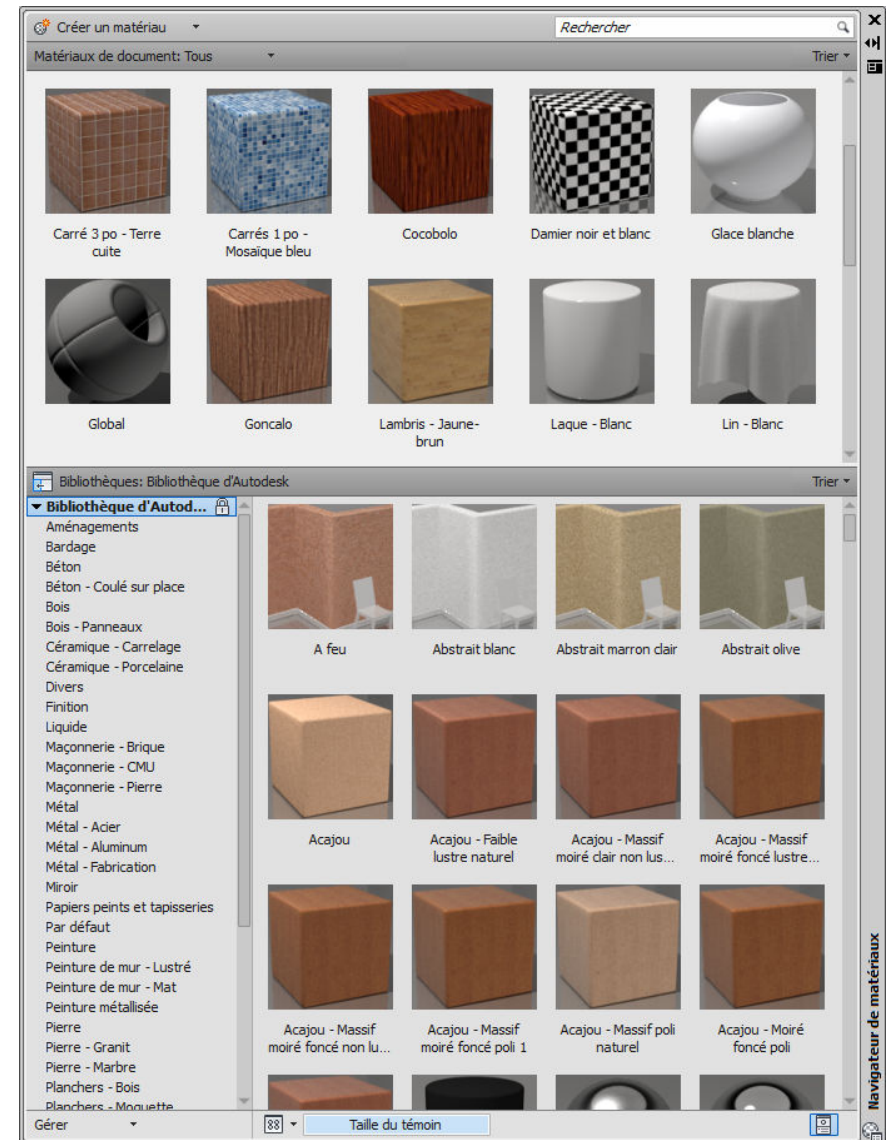 Créer un matériau
Rechercher
Matériaux de document: Tous
Trier
Carré 3 po - Terre
cuite
Carrés 1 po -
Mosaïque bleu
Cocobolo
Damier noir et blanc
Glace blanche
Global
Goncalo
Lambris - Jaune-
brun
Laque - Blanc
Lin - Blanc
Bibliothèques: Bibliothèque d'Autodesk
Trier
Bibliothèque d'Autod...
Aménagements
Bardage
Béton
Béton - Coulé sur place
Bois
Bois - Panneaux
Céramique - Carrelage
Céramique - Porcelaine
Divers
Finition
Liquide
Maçonnerie - Brique
Maçonnerie - CMU
Maçonnerie - Pierre
Métal
Métal - Acier
Métal - Aluminum
Métal - Fabrication
Miroir
Papiers peints et tapisseries
Par défaut
Peinture
Peinture de mur - Lustré
Peinture de mur - Mat
Peinture métallisée
Pierre
Pierre - Granit
Pierre - Marbre
Planchers - Bois
Planchers - Moquette
A feu
Abstrait blanc
Abstrait marron clair
Abstrait olive
Acajou
Acajou - Faible
lustre naturel
Acajou - Massif
moiré clair non lus...
Acajou - Massif
moiré foncé lustre...
Acajou - Massif
moiré foncé non lu...
Acajou - Massif
moiré foncé poli 1
Acajou - Massif poli
naturel
Acajou - Moiré
foncé poli
Gérer
Taille du témoin
Navigateur de matériaux